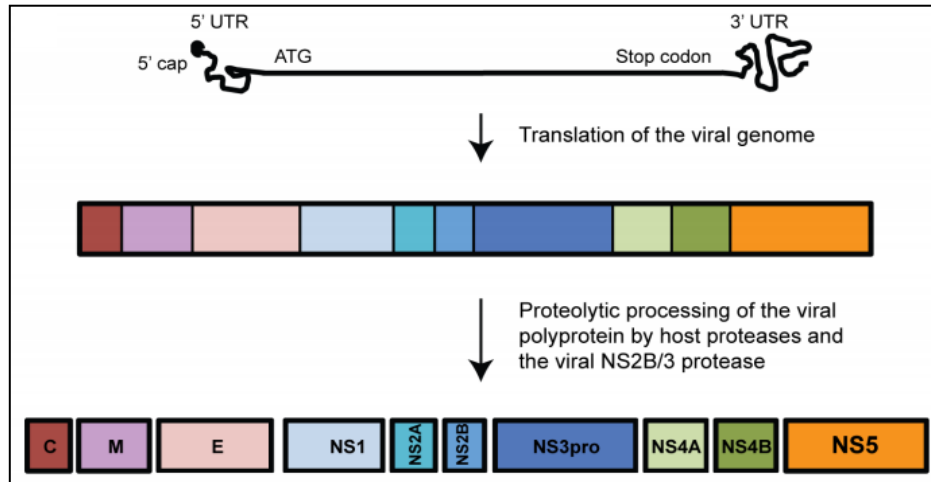 5' UTR
3' UTR
5' cap
ATG
Stop codon
Translation of the viral genome
Proteolytic processing of the viral
polyprotein by host proteases and
the viral NS2B/3 protease
C
M
E
NS1
NS2A
NS2B
NS3pro
NS4A
NS4B
NS5